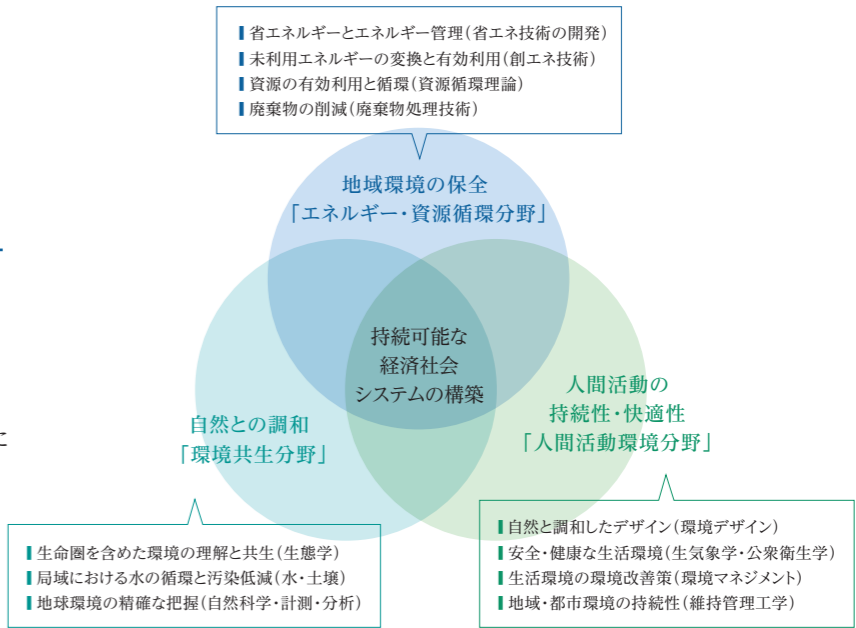 省エネルギーとエネルギー管理(省エネ技術の開発)
未利用エネルギーの変換と有効利用(創エネ技術)
資源の有効利用と循環(資源循環理論)
廃棄物の削減(廃棄物処理技術)
地域環境の保全
「エネルギー・資源循環分野」
持続可能な
経済社会
システムの構築
自然との調和
「環境共生分野」
人間活動の
持続性・快適性
「人間活動環境分野」
に
生命圏を含めた環境の理解と共生(生態学)
局域における水の循環と汚染低減(水・土壌)
地球環境の精確な把握(自然科学・計測・分析)
自然と調和したデザイン(環境デザイン)
安全・健康な生活環境(生気象学・公衆衛生学)
生活環境の環境改善策(環境マネジメント)
地域・都市環境の持続性(維持管理工学)